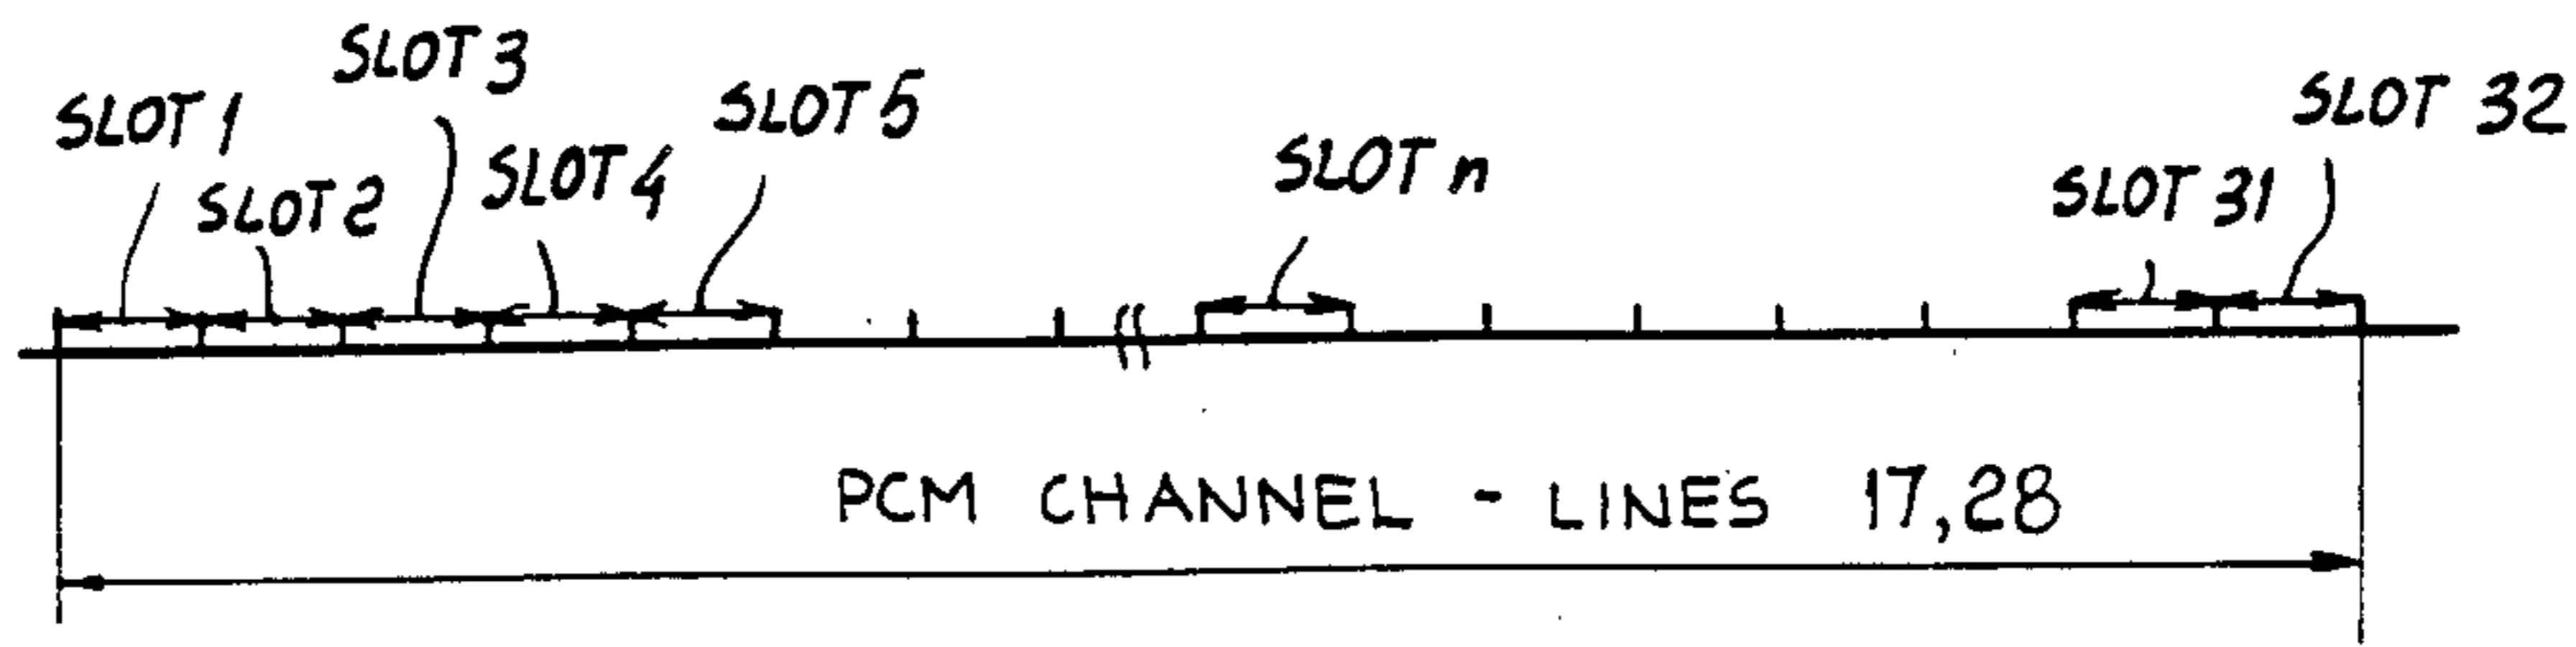 SLOT 1
SLOT 2
SLOT 3
SLOT 4
SLOT 5
SLOT n
SLOT 31
SLOT 32
PCM CHANNEL - LINES 17,28